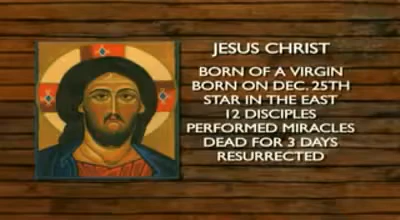 JESUS CHRIST
BORN OF A VIRGIN
BORN ON DEC. 25TH
STAR IN THE EAST
12 DISCIPLES
PERFORMED MIRACLES
DEAD FOR 3 DAYS
RESURRECTED